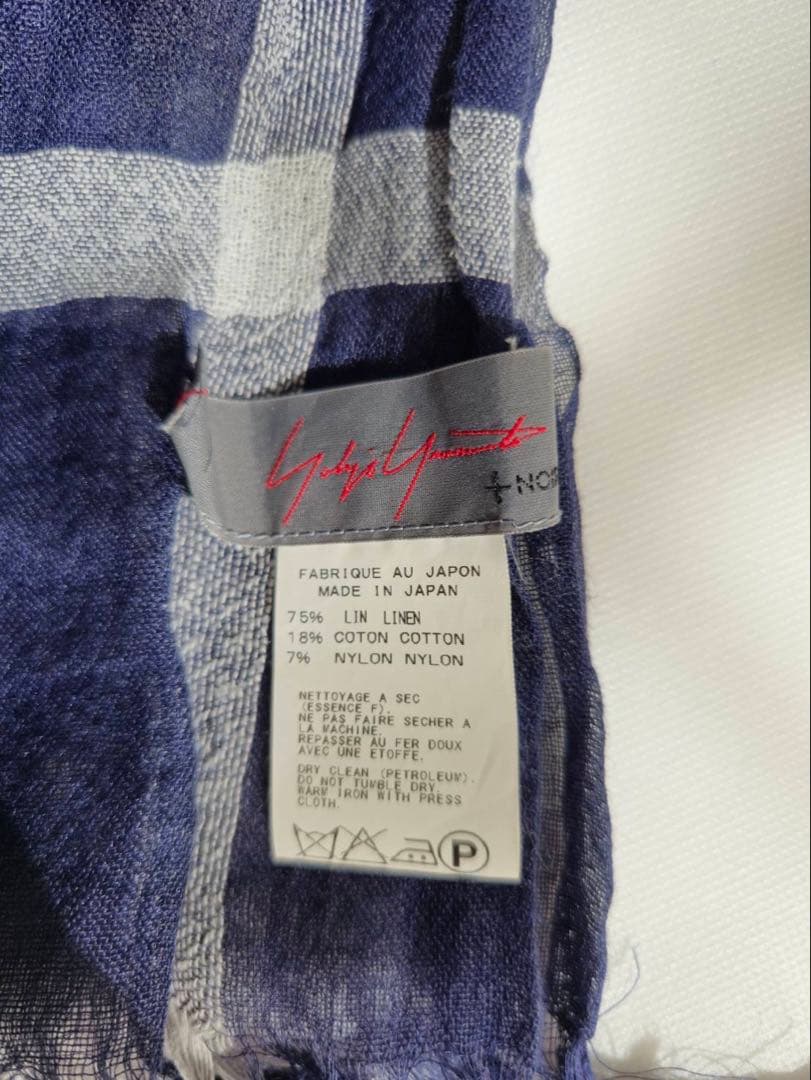 Yohji Yamamoto
+NOI
FABRIQUE AU JAPON
MADE IN JAPAN
75% LIN LINEN
18% COTON COTTON
7% NYLON NYLON
NETTOYAGE A SEC
(ESSENCE F).
NE PAS FAIRE SECHER A
LA MACHINE.
REPASSER AU FER DOUX
AVEC UNE ETOFFE.
DRY CLEAN (PETROLEUM).
DO NOT TUMBLE DRY.
WARM IRON WITH PRESS
CLOTH.
P